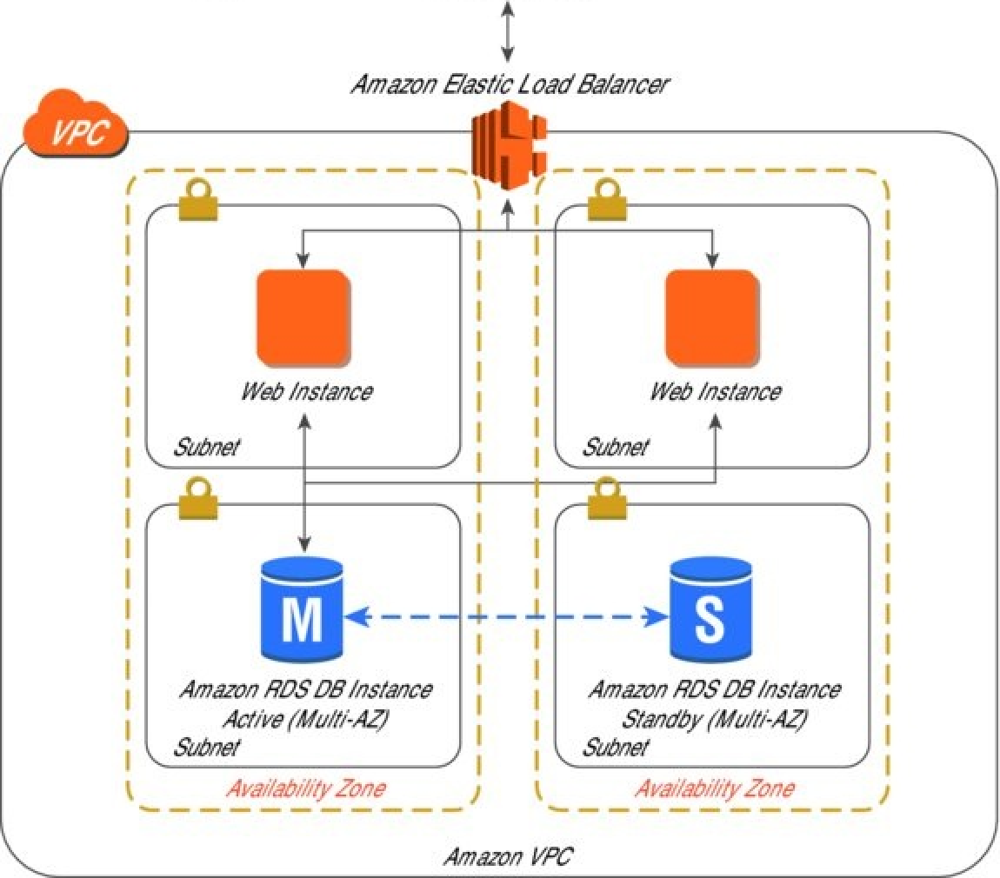 Amazon Elastic Load Balancer
VPC
Web Instance
Web Instance
Subnet
Subnet
M
S
Amazon RDS DB Instance
Active (Multi-AZ)
Amazon RDS DB Instance
Standby (Multi-AZ)
Subnet
Subnet
Availability Zone
Availability Zone
Amazon VPC